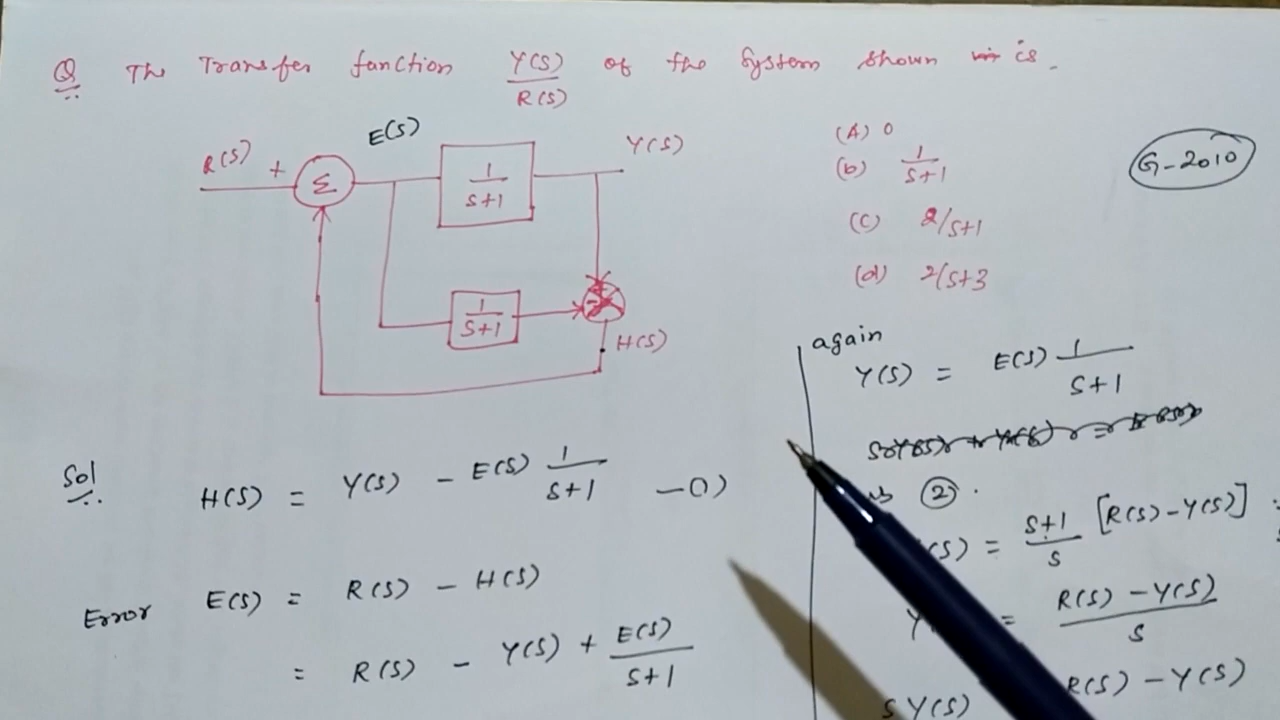 Q The Transfer function Y(S)/R(S) of the System shown is.
R(S) +
E(S)
Σ
1/S+1
Y(S)
1/S+1
H(S)
(A) 0
(b) 1/S+1
(C) 2/S+1
(d) 2/S+3
G-2010
Sol
H(S) = Y(S) - E(S) 1/S+1 —(1)
Error E(S) = R(S) - H(S)
= R(S) - Y(S) + E(S)/S+1
again
Y(S) = E(S) 1/S+1
②.
(S) = S+1/S [R(S) - Y(S)]
Y = R(S) - Y(S)/S
S Y(S) R(S) - Y(S)